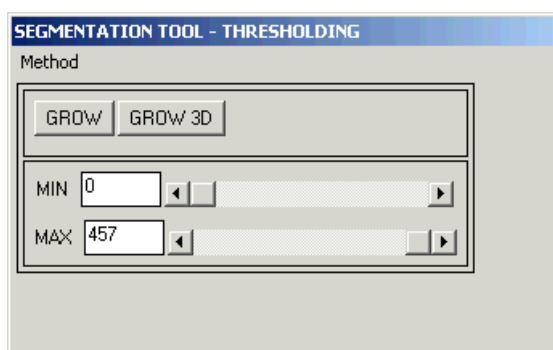 SEGMENTATION TOOL - THRESHOLDING
Method
GROW GROW 3D
MIN 0
MAX 457